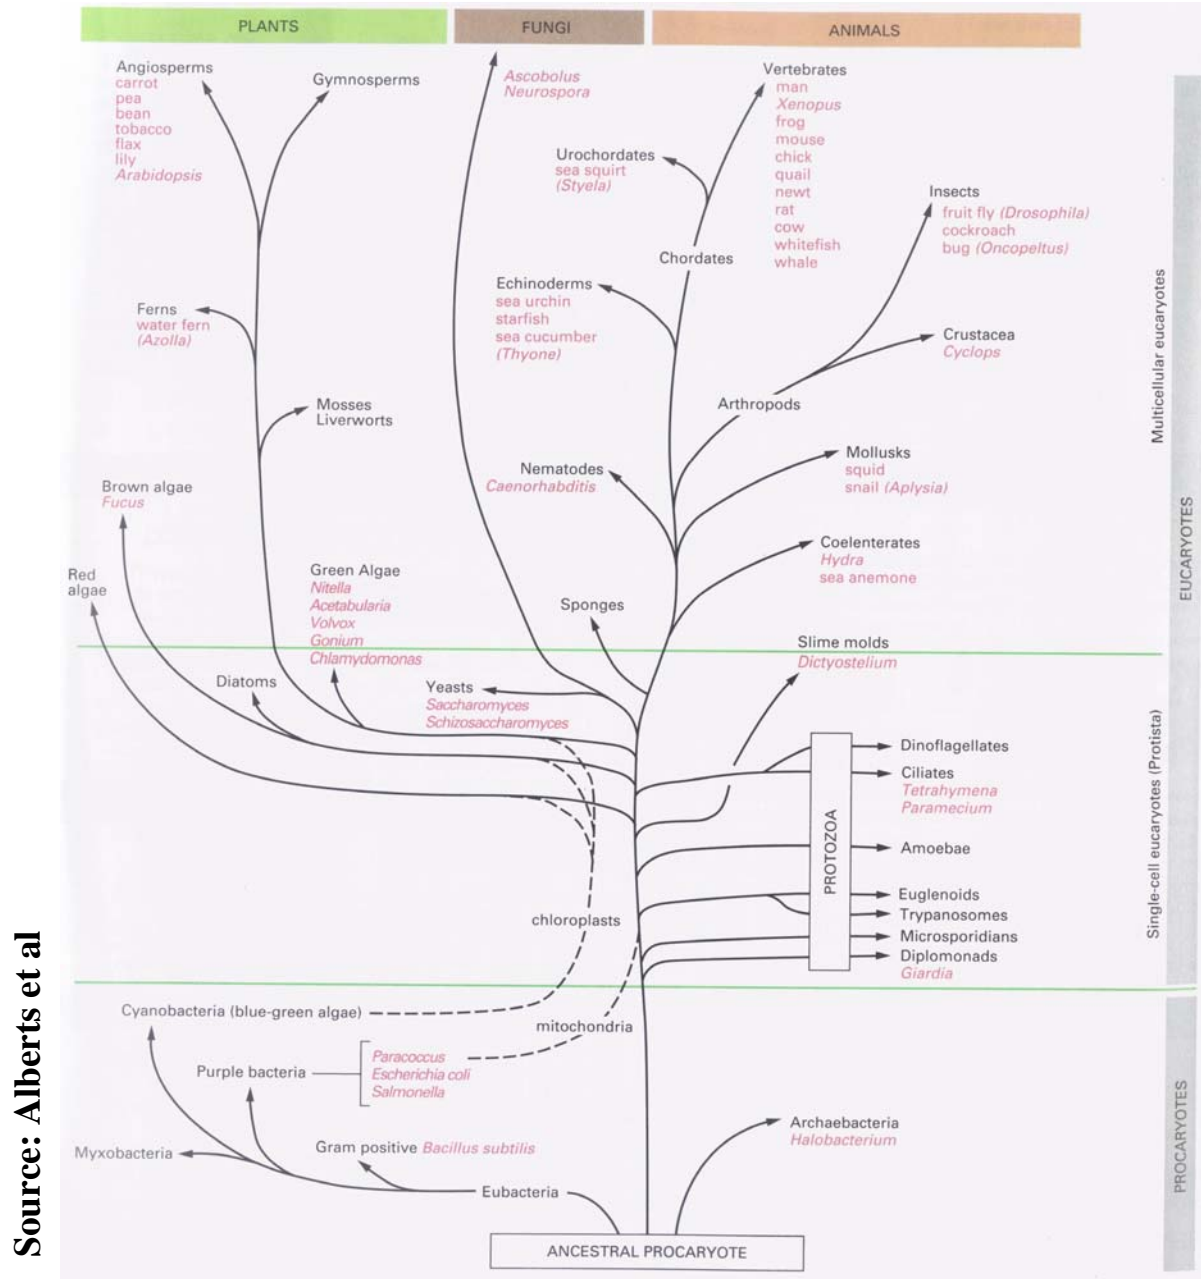 PLANTS
FUNGI
ANIMALS
Angiosperms
carrot
pea
bean
tobacco
flax
lily
Arabidopsis
Gymnosperms
Ascobolus
Neurospora
Vertebrates
man
Xenopus
frog
mouse
chick
quail
newt
rat
cow
whitefish
whale
Urochordates
sea squirt
(Styela)
Insects
fruit fly (Drosophila)
cockroach
bug (Oncopeltus)
Chordates
Echinoderms
sea urchin
starfish
sea cucumber
(Thyone)
Ferns
water fern
(Azolla)
Crustacea
Cyclops
Arthropods
Mosses
Liverworts
Mollusks
squid
snail (Aplysia)
Nematodes
Caenorhabditis
Brown algae
Fucus
Coelenterates
Hydra
sea anemone
Red
algae
Green Algae
Nitella
Acetabularia
Volvox
Gonium
Chlamydomonas
Sponges
Slime molds
Dictyostelium
Diatoms
Yeasts
Saccharomyces
Schizosaccharomyces
Dinoflagellates
Ciliates
Tetrahymena
Paramecium
PROTOZOA
Amoebae
Euglenoids
Trypanosomes
Microsporidians
Diplomonads
Giardia
chloroplasts
Cyanobacteria (blue-green algae)
mitochondria
Purple bacteria
Paracoccus
Escherichia coli
Salmonella
Archaebacteria
Halobacterium
Myxobacteria
Gram positive Bacillus subtilis
Eubacteria
ANCESTRAL PROCARYOTE
Multicellular eucaryotes
EUCARYOTES
Single-cell eucaryotes (Protista)
PROCARYOTES
Source: Alberts et al